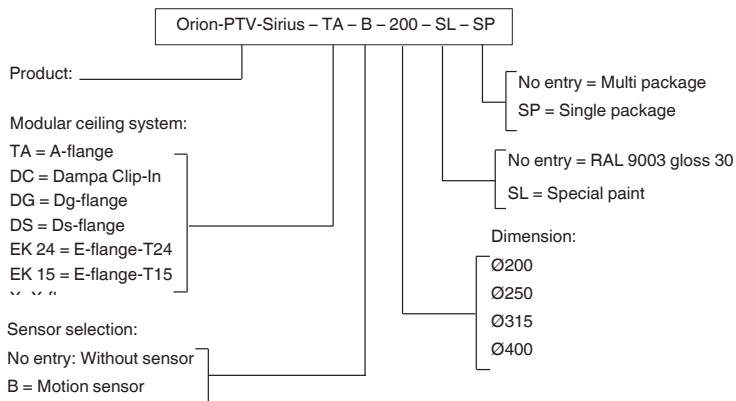 Orion-PTV-Sirius – TA – B – 200 – SL – SP
Product:
Modular ceiling system:
TA = A-flange
DC = Dampa Clip-In
DG = Dg-flange
DS = Ds-flange
EK 24 = E-flange-T24
EK 15 = E-flange-T15
Sensor selection:
No entry: Without sensor
B = Motion sensor
No entry = Multi package
SP = Single package
No entry = RAL 9003 gloss 30
SL = Special paint
Dimension:
Ø200
Ø250
Ø315
Ø400